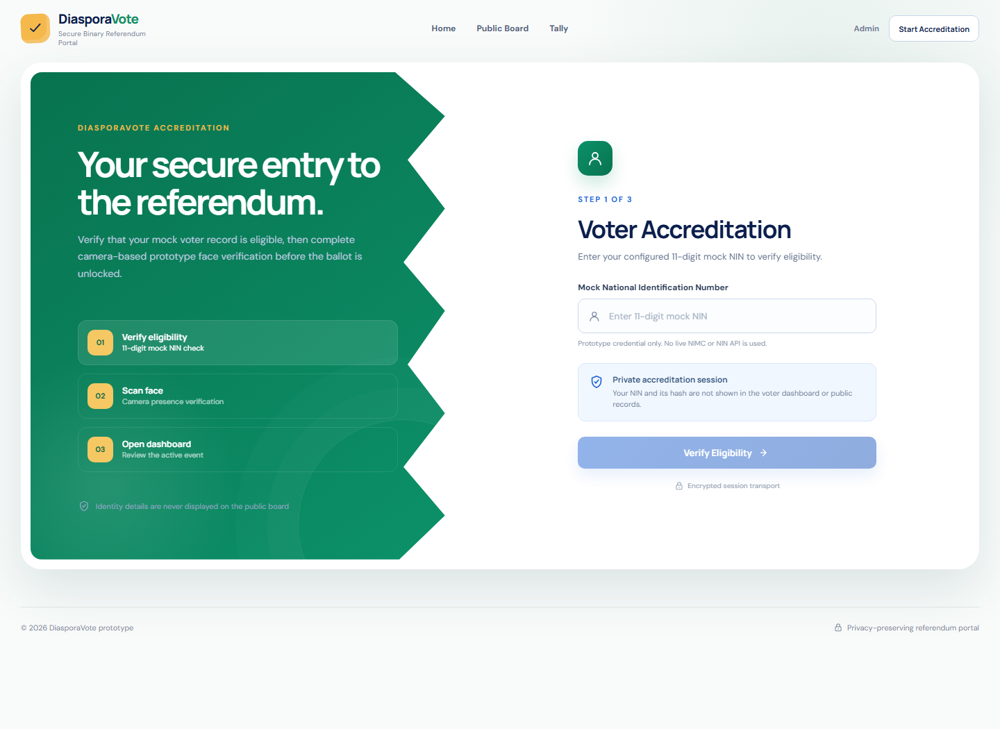 DiasporaVote
Secure Binary Referendum
Portal
Home
Public Board
Tally
Admin
Start Accreditation
DIASPORAVOTE ACCREDITATION
Your secure entry to
the referendum.
Verify that your mock voter record is eligible, then complete
camera-based prototype face verification before the ballot is
unlocked.
01
Verify eligibility
11-digit mock NIN check
02
Scan face
Camera presence verification
03
Open dashboard
Review the active event
Identity details are never displayed on the public board
STEP 1 OF 3
Voter Accreditation
Enter your configured 11-digit mock NIN to verify eligibility.
Mock National Identification Number
Enter 11-digit mock NIN
Prototype credential only. No live NIMC or NIN API is used.
Private accreditation session
Your NIN and its hash are not shown in the voter dashboard or public
records.
Verify Eligibility
Encrypted session transport
© 2026 DiasporaVote prototype
Privacy-preserving referendum portal